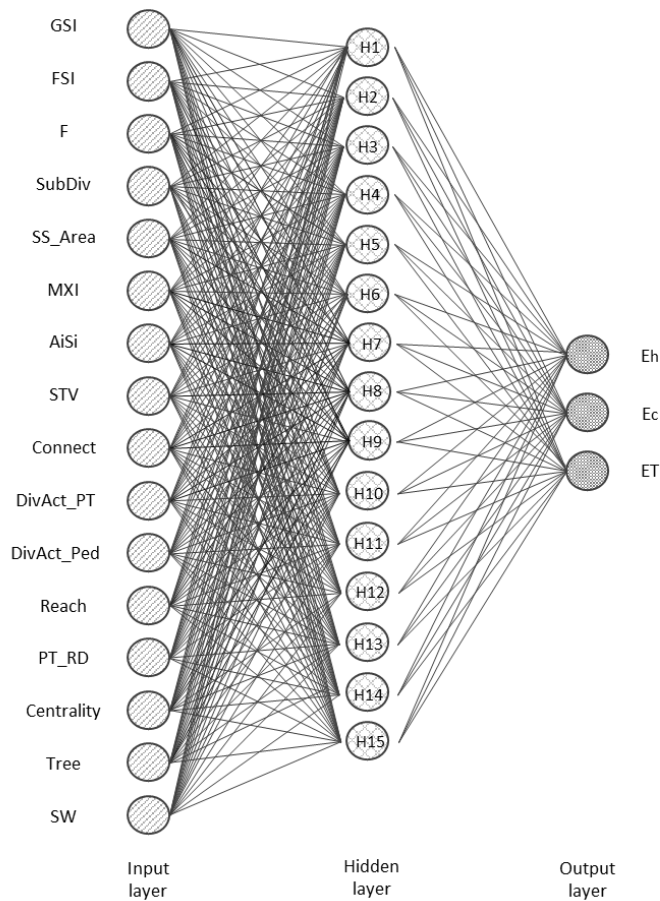 GSI
FSI
F
SubDiv
SS_Area
MXI
AiSi
STV
Connect
DivAct_PT
DivAct_Ped
Reach
PT_RD
Centrality
Tree
SW
H1
H2
H3
H4
H5
H6
H7
H8
H9
H10
H11
H12
H13
H14
H15
Eh
Ec
ET
Input
layer
Hidden
layer
Output
layer